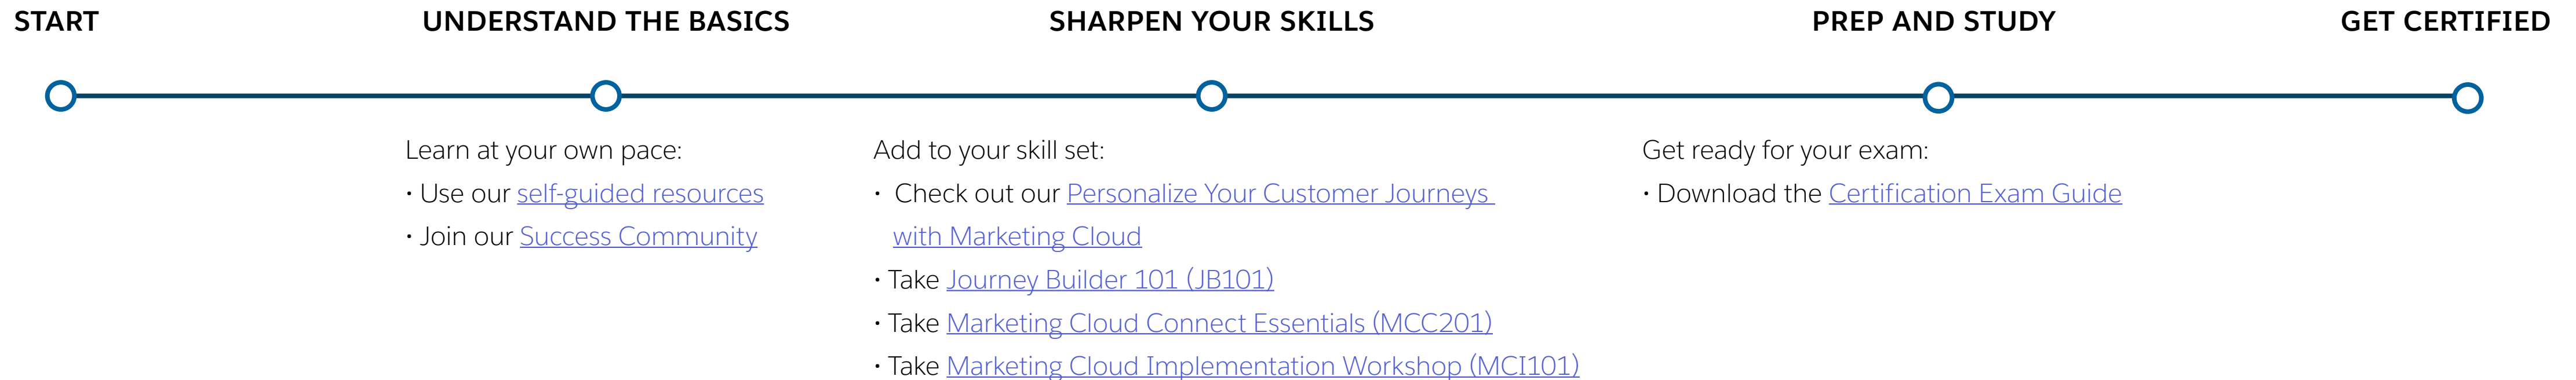 START
UNDERSTAND THE BASICS
SHARPEN YOUR SKILLS
PREP AND STUDY
GET CERTIFIED
Learn at your own pace:
• Use our self-guided resources
• Join our Success Community
Add to your skill set:
• Check out our Personalize Your Customer Journeys
with Marketing Cloud
• Take Journey Builder 101 (JB101)
• Take Marketing Cloud Connect Essentials (MCC201)
• Take Marketing Cloud Implementation Workshop (MCI101)
Get ready for your exam:
• Download the Certification Exam Guide